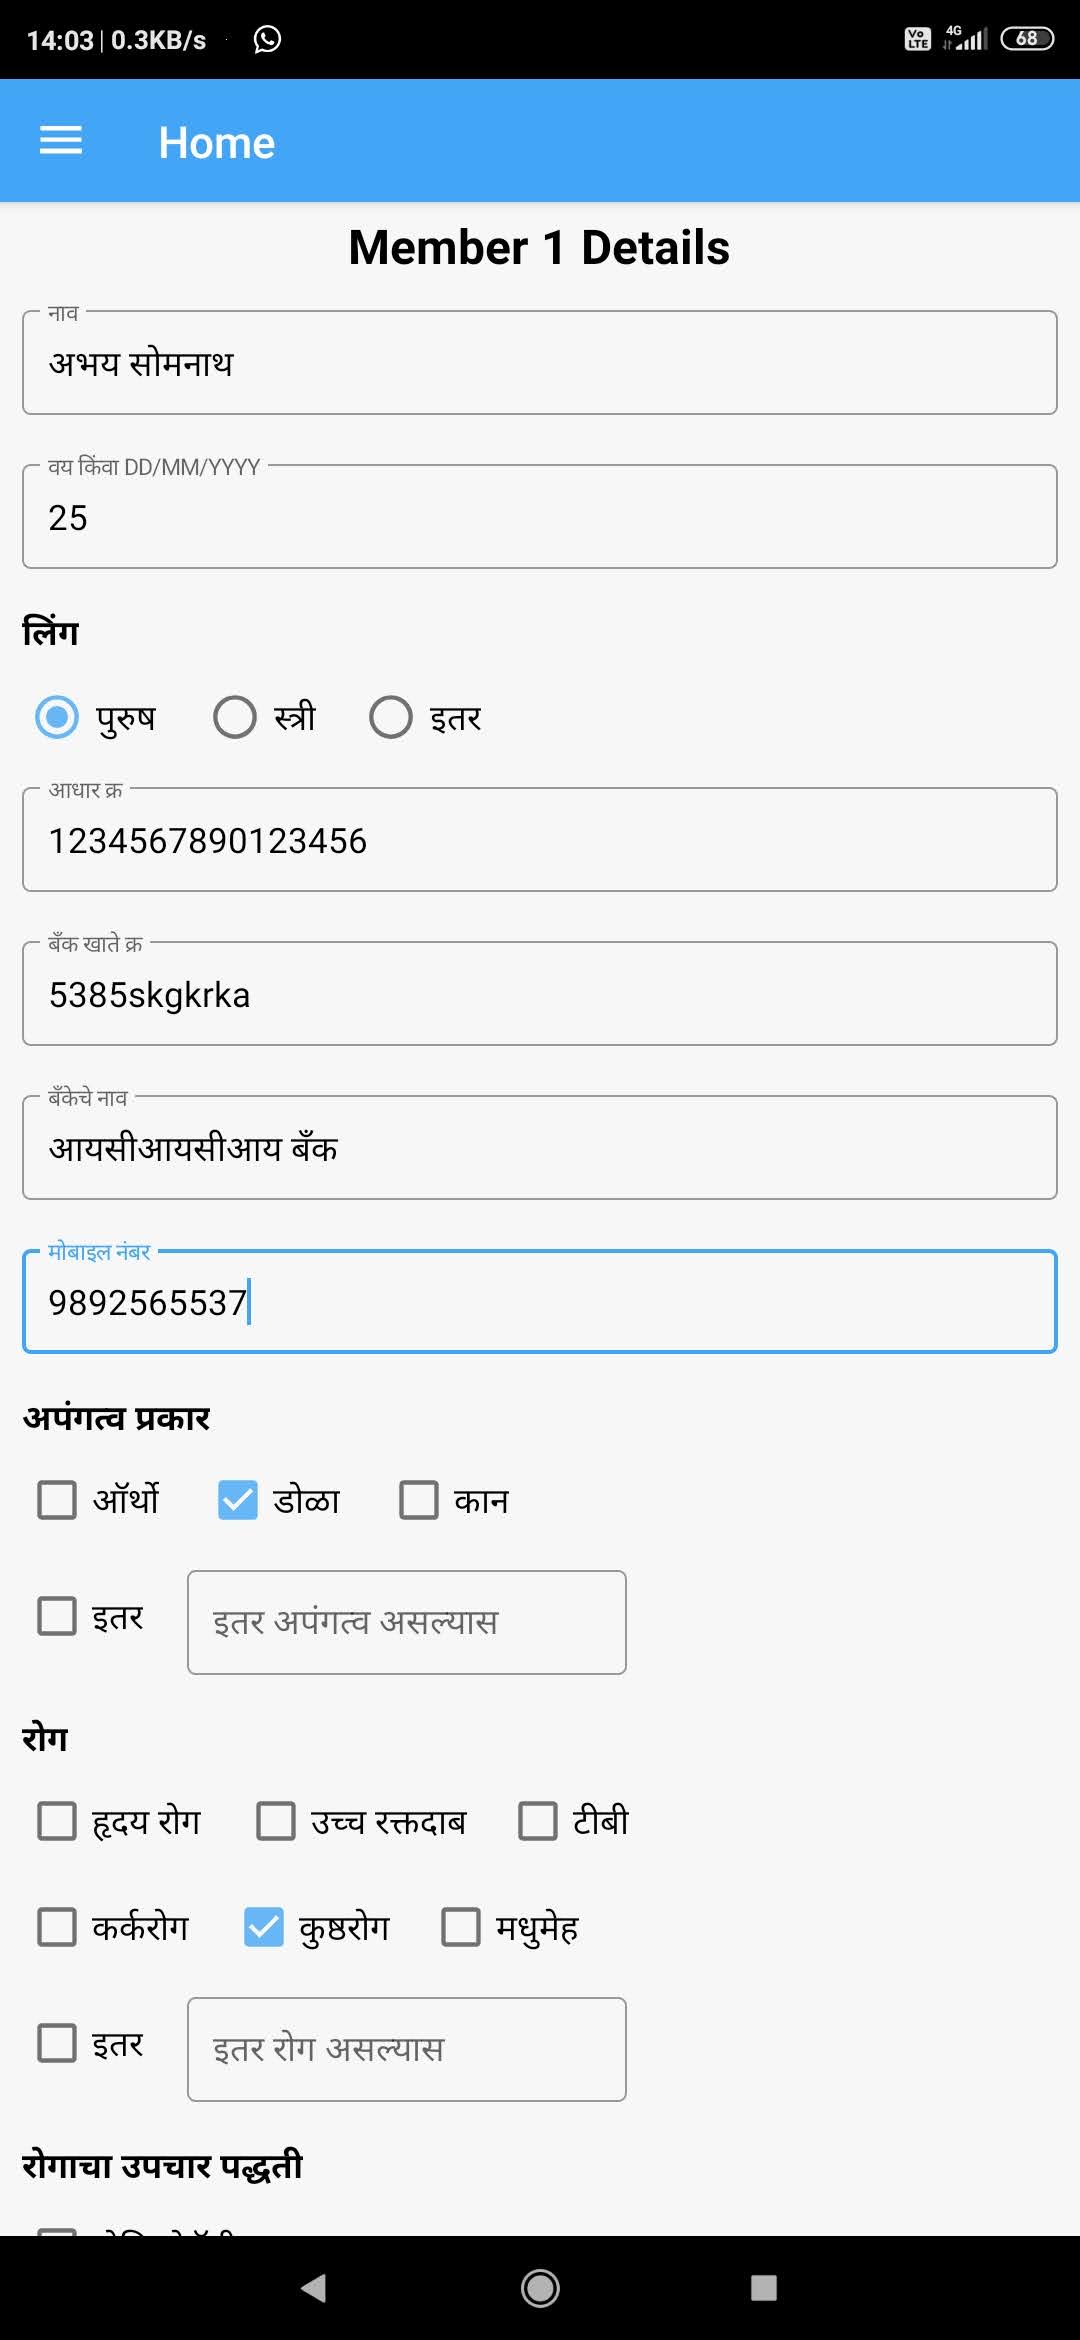 14:03 | 0.3KB/s
Vo LTE 4G 68
Home
Member 1 Details
नाव
अभय सोमनाथ
वय किंवा DD/MM/YYYY
25
लिंग
पुरुष स्त्री इतर
आधार क्र
1234567890123456
बँक खाते क्र
5385skgkrka
बँकेचे नाव
आयसीआयसीआय बँक
मोबाइल नंबर
9892565537
अपंगत्व प्रकार
ऑर्थो डोळा कान
इतर इतर अपंगत्व असल्यास
रोग
हृदय रोग उच्च रक्तदाब टीबी
कर्करोग कुष्ठरोग मधुमेह
इतर इतर रोग असल्यास
रोगाचा उपचार पद्धती